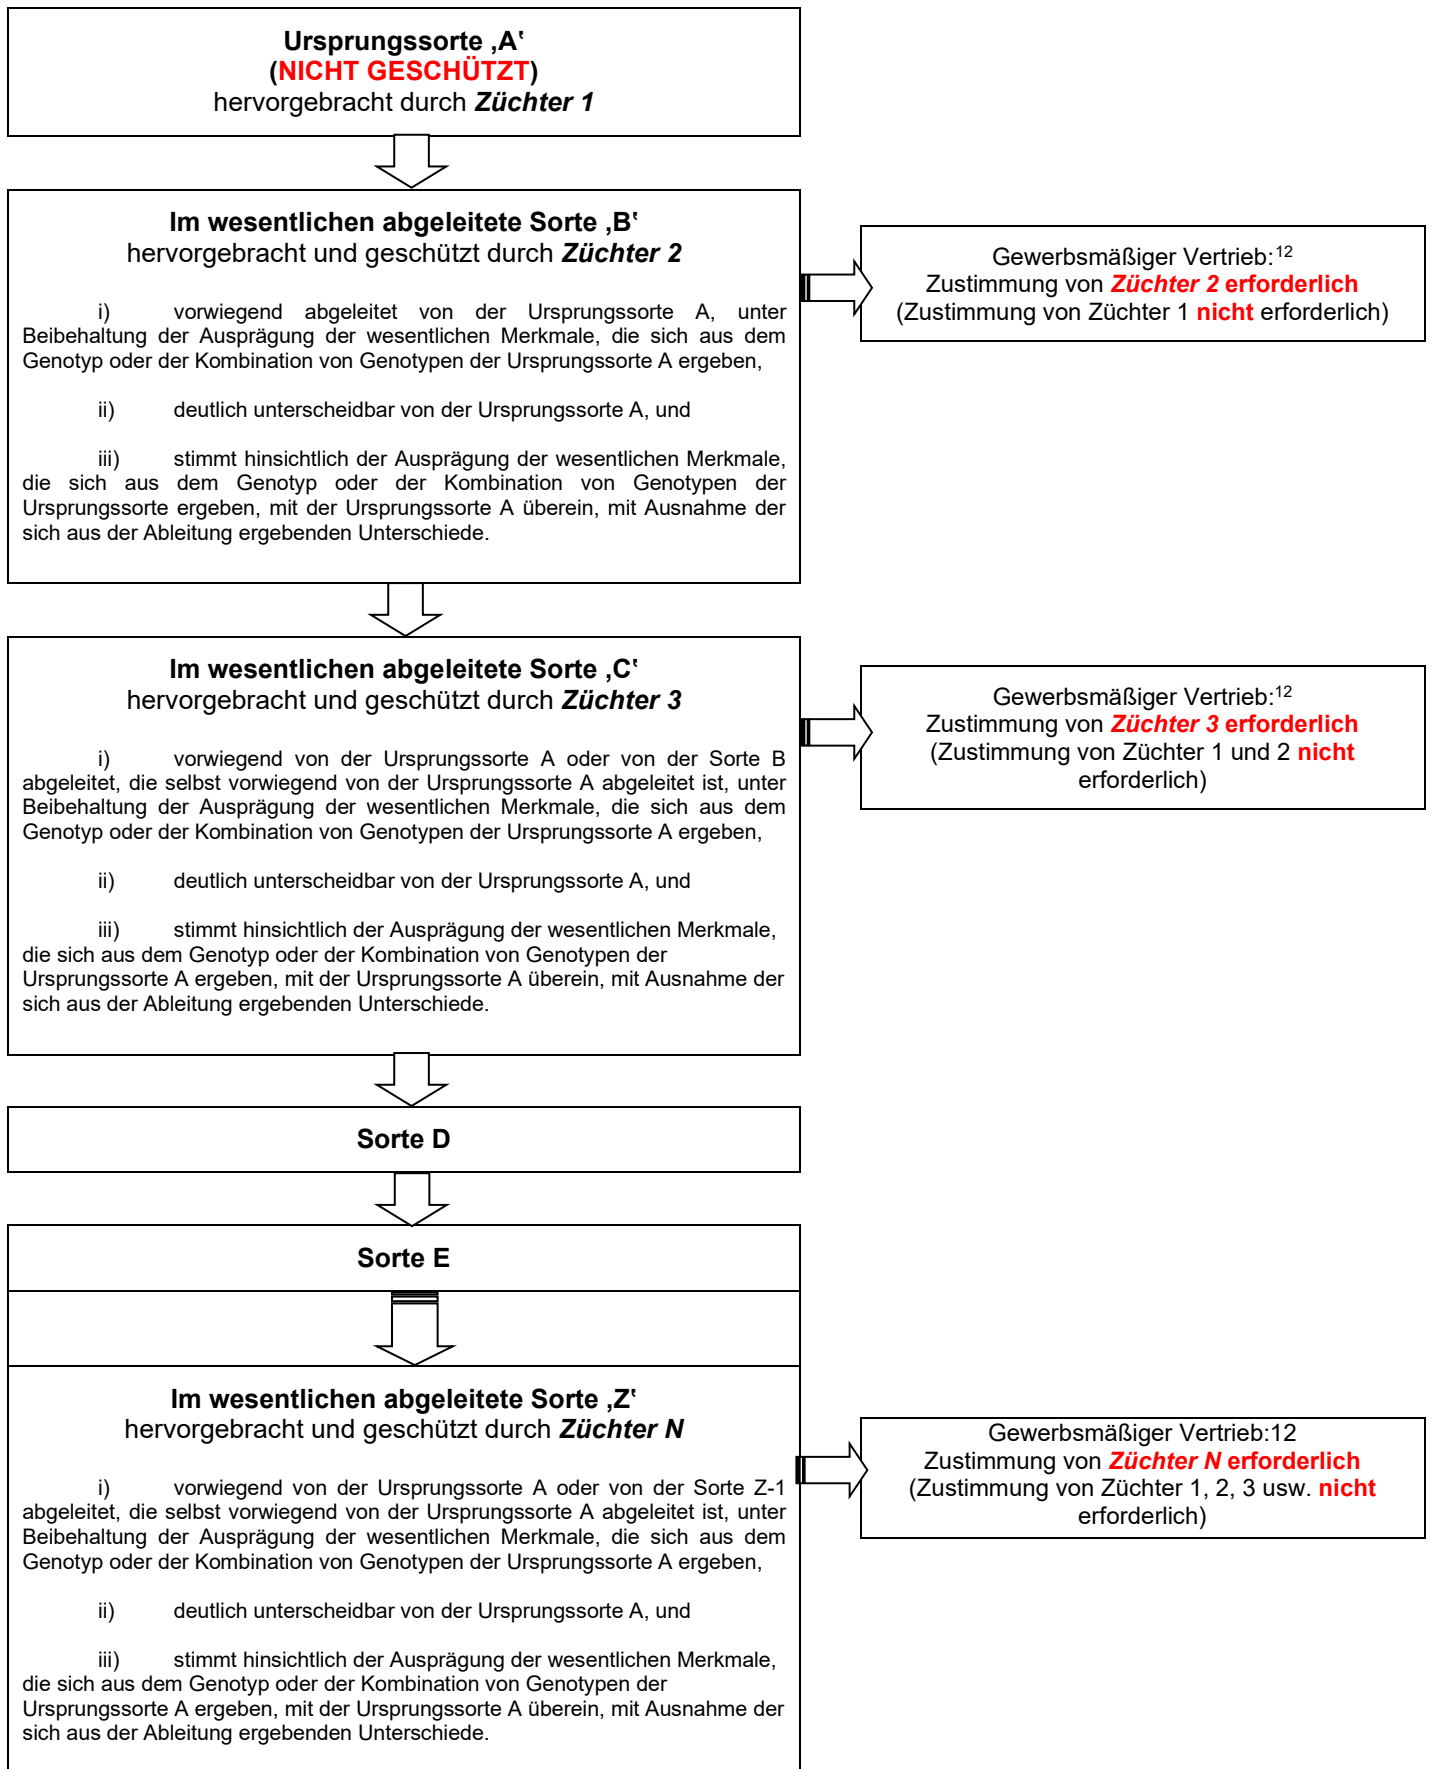 Ursprungssorte ‚A‛
(NICHT GESCHÜTZT)
hervorgebracht durch Züchter 1
Im wesentlichen abgeleitete Sorte ‚B‛
hervorgebracht und geschützt durch Züchter 2
i) vorwiegend abgeleitet von der Ursprungssorte A, unter
Beibehaltung der Ausprägung der wesentlichen Merkmale, die sich aus dem
Genotyp oder der Kombination von Genotypen der Ursprungssorte A ergeben,
ii) deutlich unterscheidbar von der Ursprungssorte A, und
iii) stimmt hinsichtlich der Ausprägung der wesentlichen Merkmale,
die sich aus dem Genotyp oder der Kombination von Genotypen der
Ursprungssorte ergeben, mit der Ursprungssorte A überein, mit Ausnahme der
sich aus der Ableitung ergebenden Unterschiede.
Gewerbsmäßiger Vertrieb:12
Zustimmung von Züchter 2 erforderlich
(Zustimmung von Züchter 1 nicht erforderlich)
Im wesentlichen abgeleitete Sorte ‚C‛
hervorgebracht und geschützt durch Züchter 3
i) vorwiegend von der Ursprungssorte A oder von der Sorte B
abgeleitet, die selbst vorwiegend von der Ursprungssorte A abgeleitet ist, unter
Beibehaltung der Ausprägung der wesentlichen Merkmale, die sich aus dem
Genotyp oder der Kombination von Genotypen der Ursprungssorte A ergeben,
ii) deutlich unterscheidbar von der Ursprungssorte A, und
iii) stimmt hinsichtlich der Ausprägung der wesentlichen Merkmale,
die sich aus dem Genotyp oder der Kombination von Genotypen der
Ursprungssorte A ergeben, mit der Ursprungssorte A überein, mit Ausnahme der
sich aus der Ableitung ergebenden Unterschiede.
Gewerbsmäßiger Vertrieb:12
Zustimmung von Züchter 3 erforderlich
(Zustimmung von Züchter 1 und 2 nicht
erforderlich)
Sorte D
Sorte E
Im wesentlichen abgeleitete Sorte ‚Z‛
hervorgebracht und geschützt durch Züchter N
i) vorwiegend von der Ursprungssorte A oder von der Sorte Z-1
abgeleitet, die selbst vorwiegend von der Ursprungssorte A abgeleitet ist, unter
Beibehaltung der Ausprägung der wesentlichen Merkmale, die sich aus dem
Genotyp oder der Kombination von Genotypen der Ursprungssorte A ergeben,
ii) deutlich unterscheidbar von der Ursprungssorte A, und
iii) stimmt hinsichtlich der Ausprägung der wesentlichen Merkmale,
die sich aus dem Genotyp oder der Kombination von Genotypen der
Ursprungssorte A ergeben, mit der Ursprungssorte A überein, mit Ausnahme der
sich aus der Ableitung ergebenden Unterschiede.
Gewerbsmäßiger Vertrieb:12
Zustimmung von Züchter N erforderlich
(Zustimmung von Züchter 1, 2, 3 usw. nicht
erforderlich)